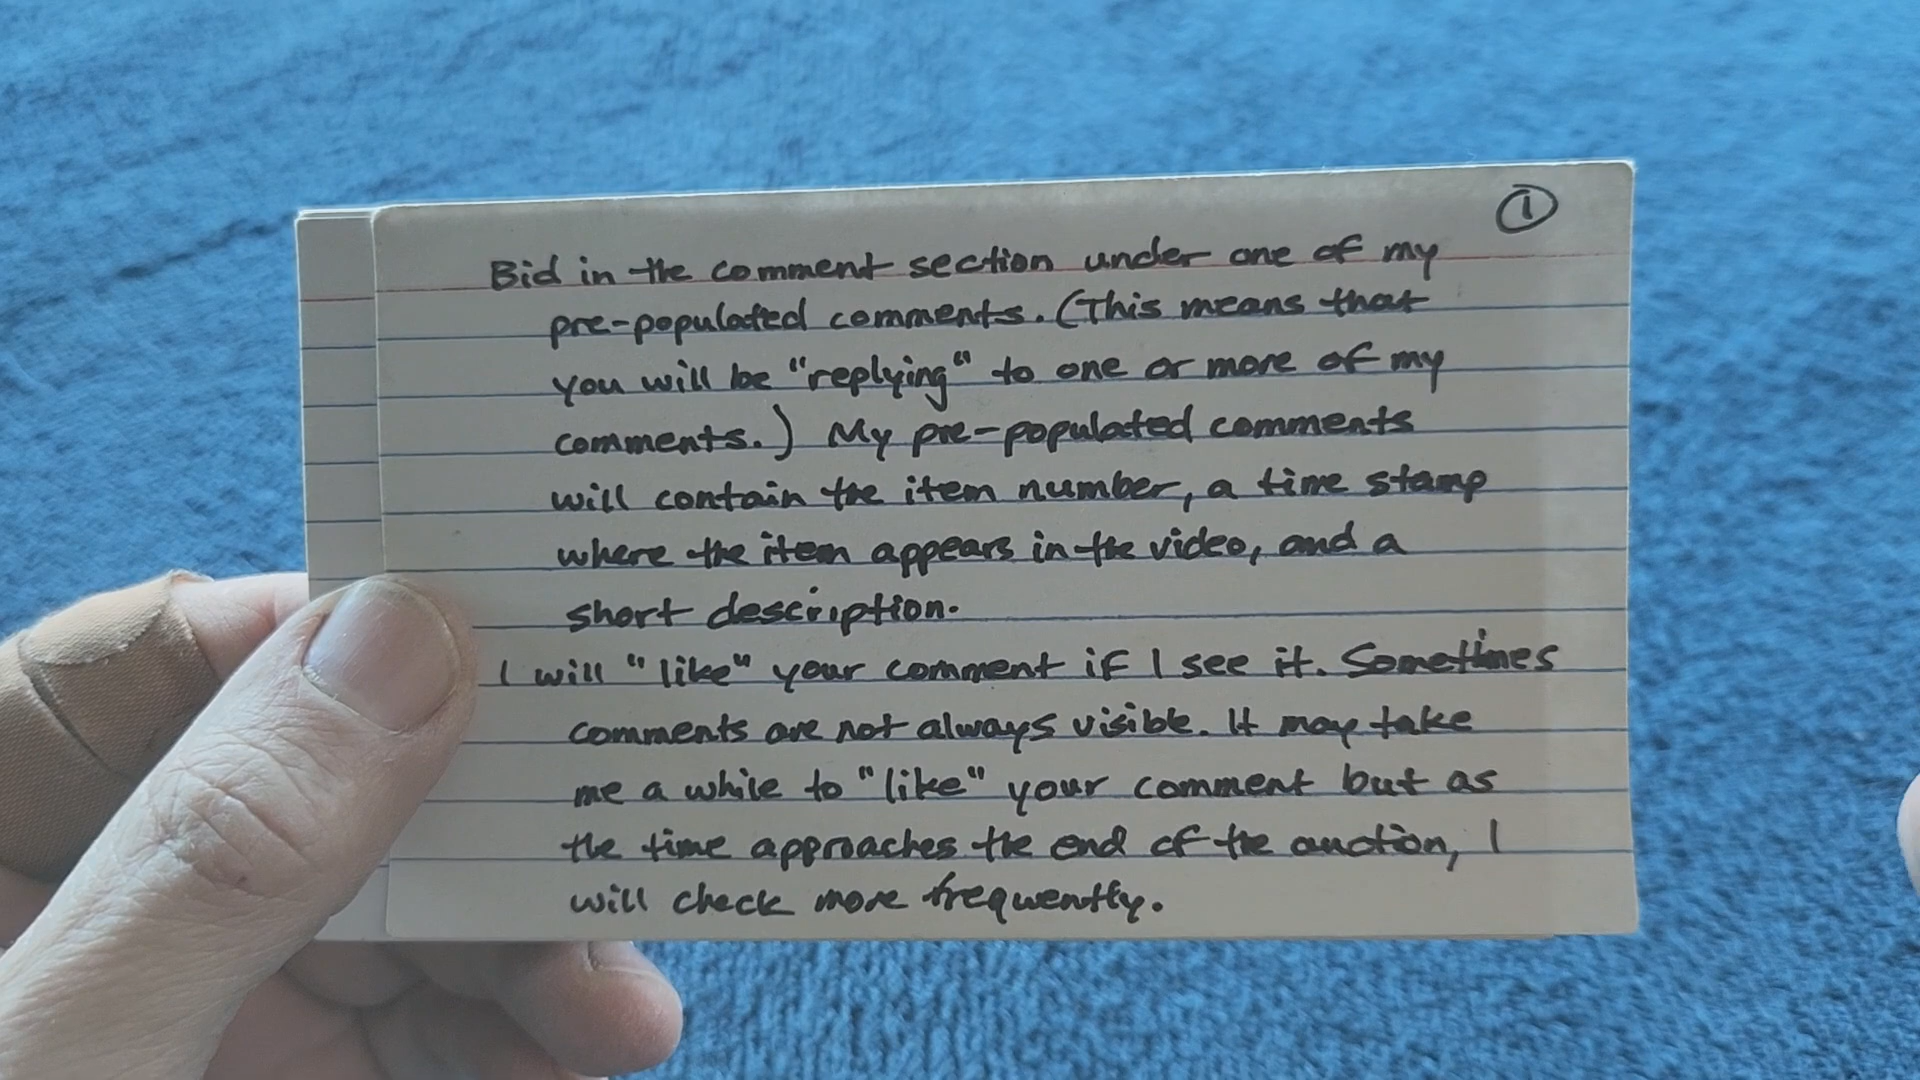 1
Bid in the comment section under one of my
pre-populated comments. (This means that
you will be "replying" to one or more of my
comments.) My pre-populated comments
will contain the item number, a time stamp
where the item appears in the video, and a
short description.
I will "like" your comment if I see it. Sometimes
comments are not always visible. It may take
me a while to "like" your comment but as
the time approaches the end of the auction, I
will check more frequently.